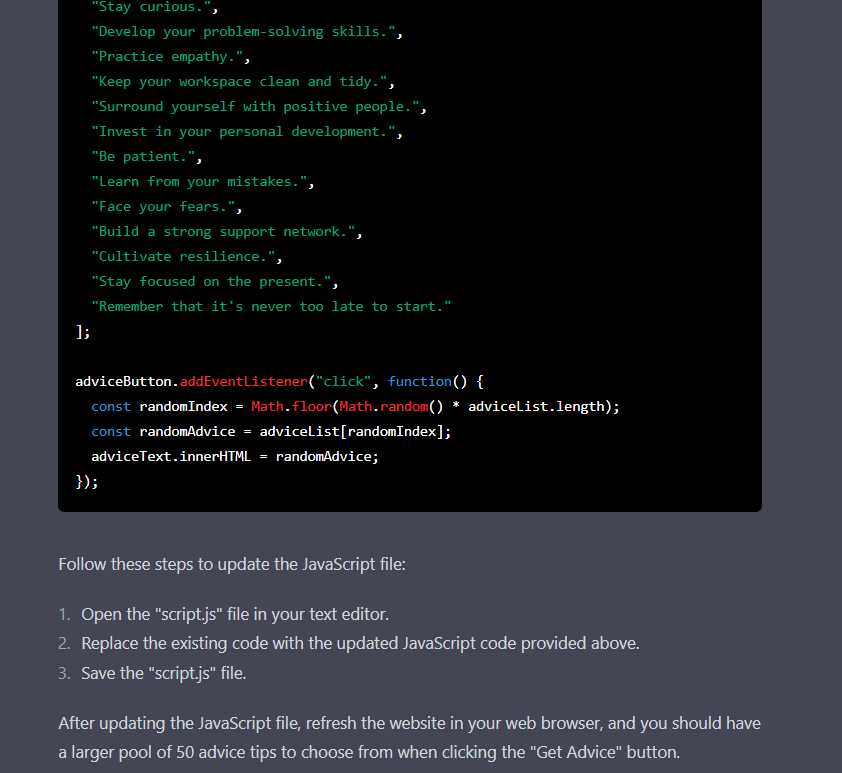 "Stay curious.",
"Develop your problem-solving skills.",
"Practice empathy.",
"Keep your workspace clean and tidy.",
"Surround yourself with positive people.",
"Invest in your personal development.",
"Be patient.",
"Learn from your mistakes.",
"Face your fears.",
"Build a strong support network.",
"Cultivate resilience.",
"Stay focused on the present.",
"Remember that it's never too late to start."
];
adviceButton.addEventListener("click", function() {
const randomIndex = Math.floor(Math.random() * adviceList.length);
const randomAdvice = adviceList[randomIndex];
adviceText.innerHTML = randomAdvice;
});
Follow these steps to update the JavaScript file:
1. Open the "script.js" file in your text editor.
2. Replace the existing code with the updated JavaScript code provided above.
3. Save the "script.js" file.
After updating the JavaScript file, refresh the website in your web browser, and you should have
a larger pool of 50 advice tips to choose from when clicking the "Get Advice" button.